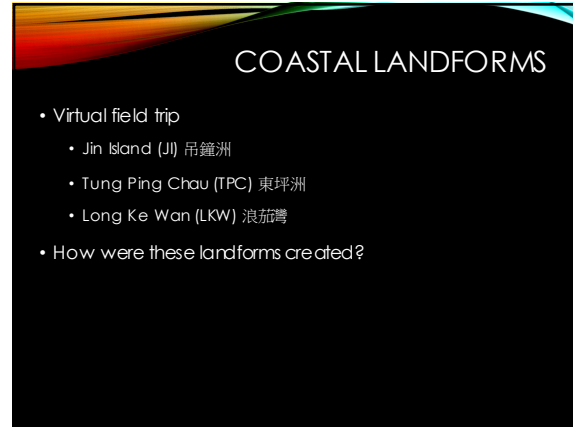 COASTAL LANDFORMS
• Virtual field trip
• Jin Island (JI) 吊鐘洲
• Tung Ping Chau (TPC) 東坪洲
• Long Ke Wan (LKW) 浪茄灣
• How were these landforms created?